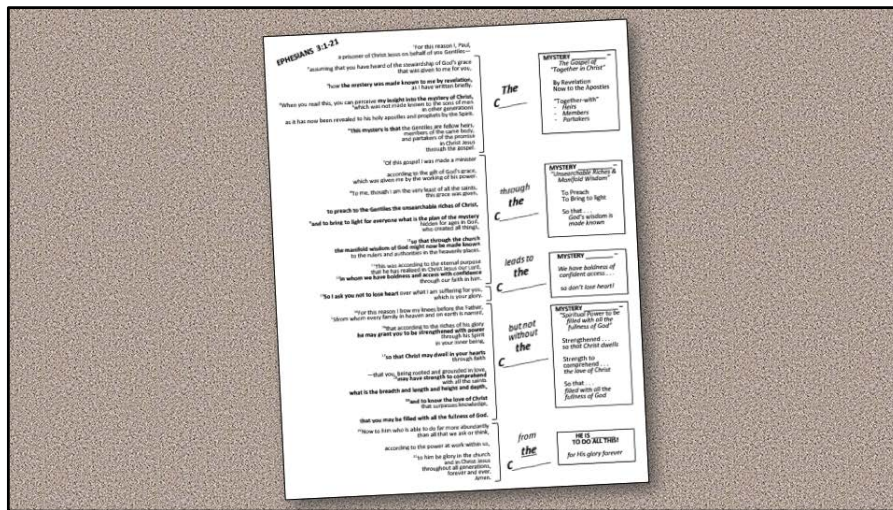 EPHESIANS 3:1-21
¹For this reason I, Paul,
a prisoner of Christ Jesus on behalf of you Gentiles—
²assuming that you have heard of the stewardship of God's grace
that was given to me for you,
³how the mystery was made known to me by revelation,
as I have written briefly.
⁴When you read this, you can perceive my insight into the mystery of Christ,
⁵which was not made known to the sons of men
in other generations
as it has now been revealed to his holy apostles and prophets by the Spirit.
⁶This mystery is that the Gentiles are fellow heirs,
members of the same body,
and partakers of the promise
in Christ Jesus
through the gospel.
The
C_____
MYSTERY ________ –
The Gospel of
"Together in Christ"
By Revelation
Now to the Apostles
"Together-with"
- Heirs
- Members
- Partakers
⁷Of this gospel I was made a minister
according to the gift of God's grace,
which was given me by the working of his power.
⁸To me, though I am the very least of all the saints,
this grace was given,
to preach to the Gentiles the unsearchable riches of Christ,
⁹and to bring to light for everyone what is the plan of the mystery
hidden for ages in God,
who created all things,
¹⁰so that through the church
the manifold wisdom of God might now be made known
to the rulers and authorities in the heavenly places.
through
the
C_____
MYSTERY ________ –
"Unsearchable Riches &
Manifold Wisdom"
To Preach
To Bring to light
So that . . .
God's wisdom is
made known
¹¹This was according to the eternal purpose
that he has realized in Christ Jesus our Lord,
¹²in whom we have boldness and access with confidence
through our faith in him.
¹³So I ask you not to lose heart over what I am suffering for you,
which is your glory.
leads to
the
C_____
MYSTERY ________ –
We have boldness of
confident access . . .
so don't lose heart!
¹⁴For this reason I bow my knees before the Father,
¹⁵from whom every family in heaven and on earth is named,
¹⁶that according to the riches of his glory
he may grant you to be strengthened with power
through his Spirit
in your inner being,
¹⁷so that Christ may dwell in your hearts
through faith
—that you, being rooted and grounded in love,
¹⁸may have strength to comprehend
with all the saints
what is the breadth and length and height and depth,
¹⁹and to know the love of Christ
that surpasses knowledge,
that you may be filled with all the fullness of God.
but not
without
the
C_____
MYSTERY ________ –
"Spiritual Power to be
filled with all the
fullness of God"
Strengthened . . .
so that Christ dwells
Strength to
comprehend . . .
the love of Christ
So that . . .
filled with all the
fullness of God
²⁰Now to him who is able to do far more abundantly
than all that we ask or think,
according to the power at work within us,
²¹to him be glory in the church
and in Christ Jesus
throughout all generations,
forever and ever.
Amen.
from
the
C_____
HE IS
TO DO ALL THIS!
for His glory forever